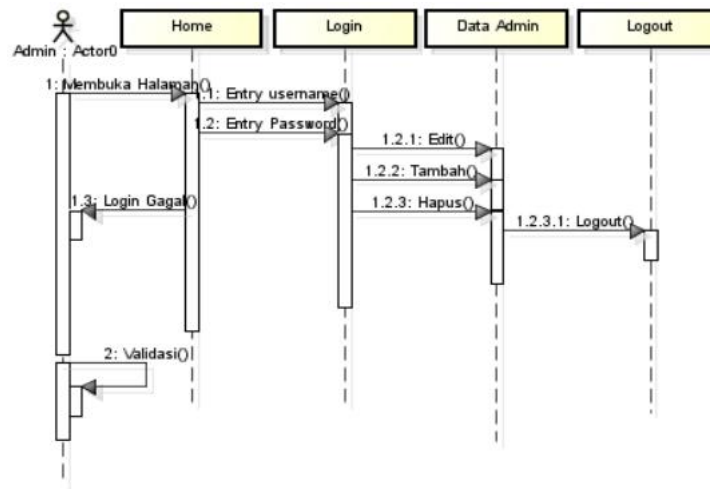 Home
Login
Data Admin
Logout
Admin : Actor0
1: Membuka Halaman()
1.1: Entry username()
1.2: Entry Password()
1.2.1: Edit()
1.2.2: Tambah()
1.3: Login Gagal()
1.2.3: Hapus()
1.2.3.1: Logout()
2: Validasi()